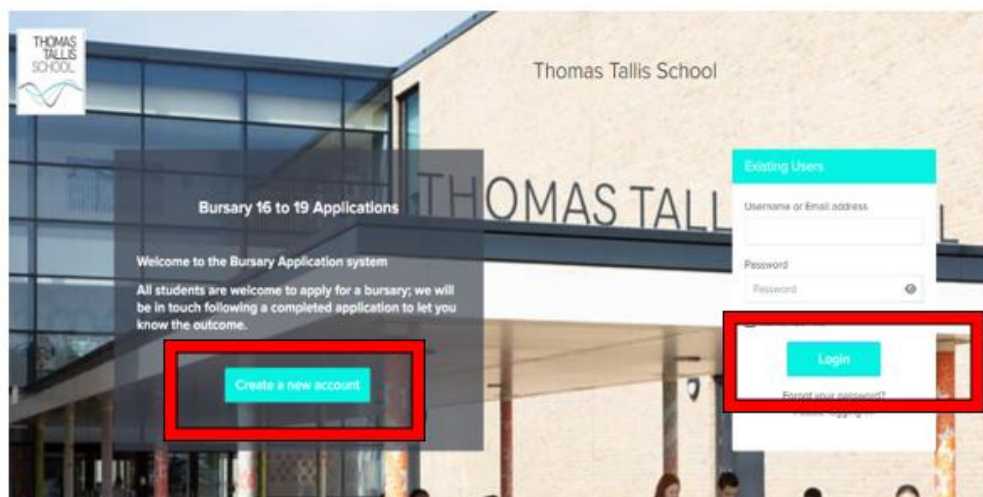 THOMAS
TALLIS
SCHOOL
Thomas Tallis School
THOMAS TALL
L
Bursary 16 to 19 Applications
Welcome to the Bursary Application system
All students are welcome to apply for a bursary; we will
be in touch following a completed application to let you
know the outcome.
Create a new account
Existing Users
Username or Email address
Password
Password
Login
Forgot your password?